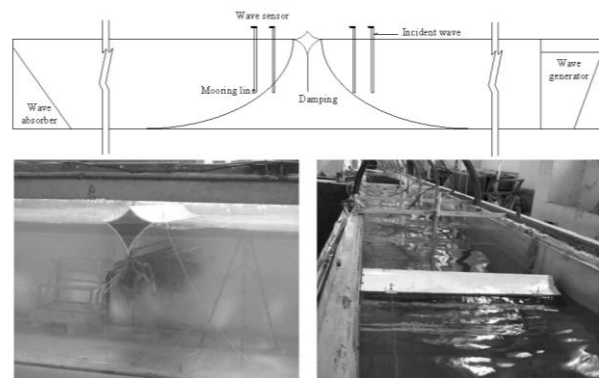 Wave sensor
Incident wave
Mooring line
Damping
Wave
absorber
Wave
generator